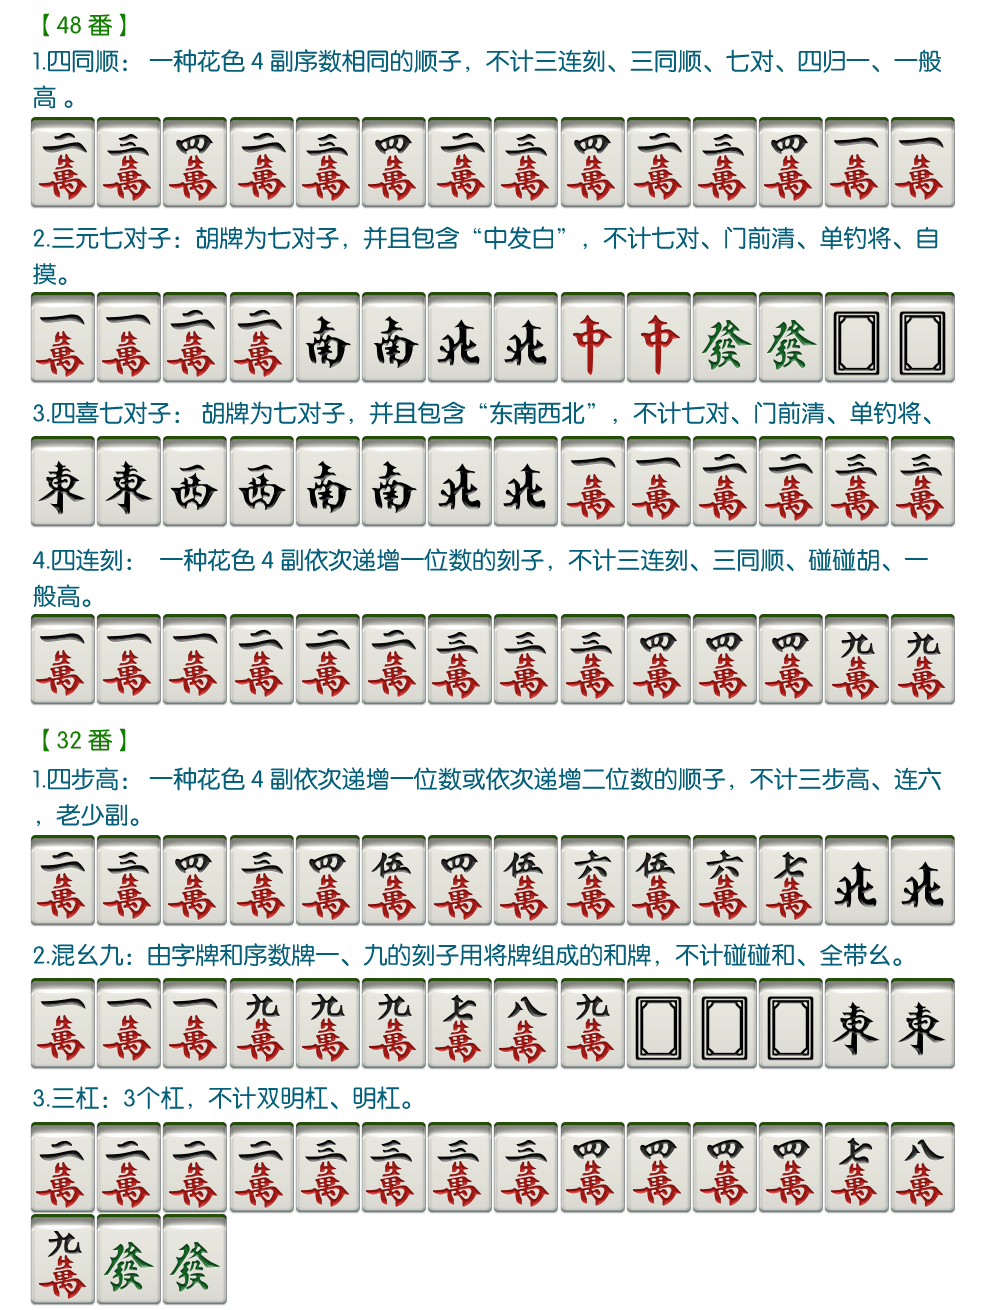 【48 番】
1.四同顺： 一种花色 4 副序数相同的顺子，不计三连刻、三同顺、七对、四归一、一般
高 。
二萬 三萬 四萬 二萬 三萬 四萬 二萬 三萬 四萬 二萬 三萬 四萬 一萬 一萬
2.三元七对子：胡牌为七对子，并且包含“中发白”，不计七对、门前清、单钓将、自
摸。
一萬 一萬 二萬 二萬 南 南 北 北 中 中 發 發
3.四喜七对子： 胡牌为七对子，并且包含“东南西北”，不计七对、门前清、单钓将、
東 東 西 西 南 南 北 北 一萬 一萬 二萬 二萬 三萬 三萬
4.四连刻： 一种花色 4 副依次递增一位数的刻子，不计三连刻、三同顺、碰碰胡、一
般高。
一萬 一萬 一萬 二萬 二萬 二萬 三萬 三萬 三萬 四萬 四萬 四萬 九萬 九萬
【32 番】
1.四步高： 一种花色 4 副依次递增一位数或依次递增二位数的顺子，不计三步高、连六
，老少副。
二萬 三萬 四萬 三萬 四萬 伍萬 四萬 伍萬 六萬 伍萬 六萬 七萬 北 北
2.混幺九：由字牌和序数牌一、九的刻子用将牌组成的和牌，不计碰碰和、全带幺。
一萬 一萬 一萬 九萬 九萬 九萬 七萬 八萬 九萬 東 東
3.三杠：3个杠，不计双明杠、明杠。
二萬 二萬 二萬 二萬 三萬 三萬 三萬 三萬 四萬 四萬 四萬 四萬 七萬 八萬
九萬 發 發